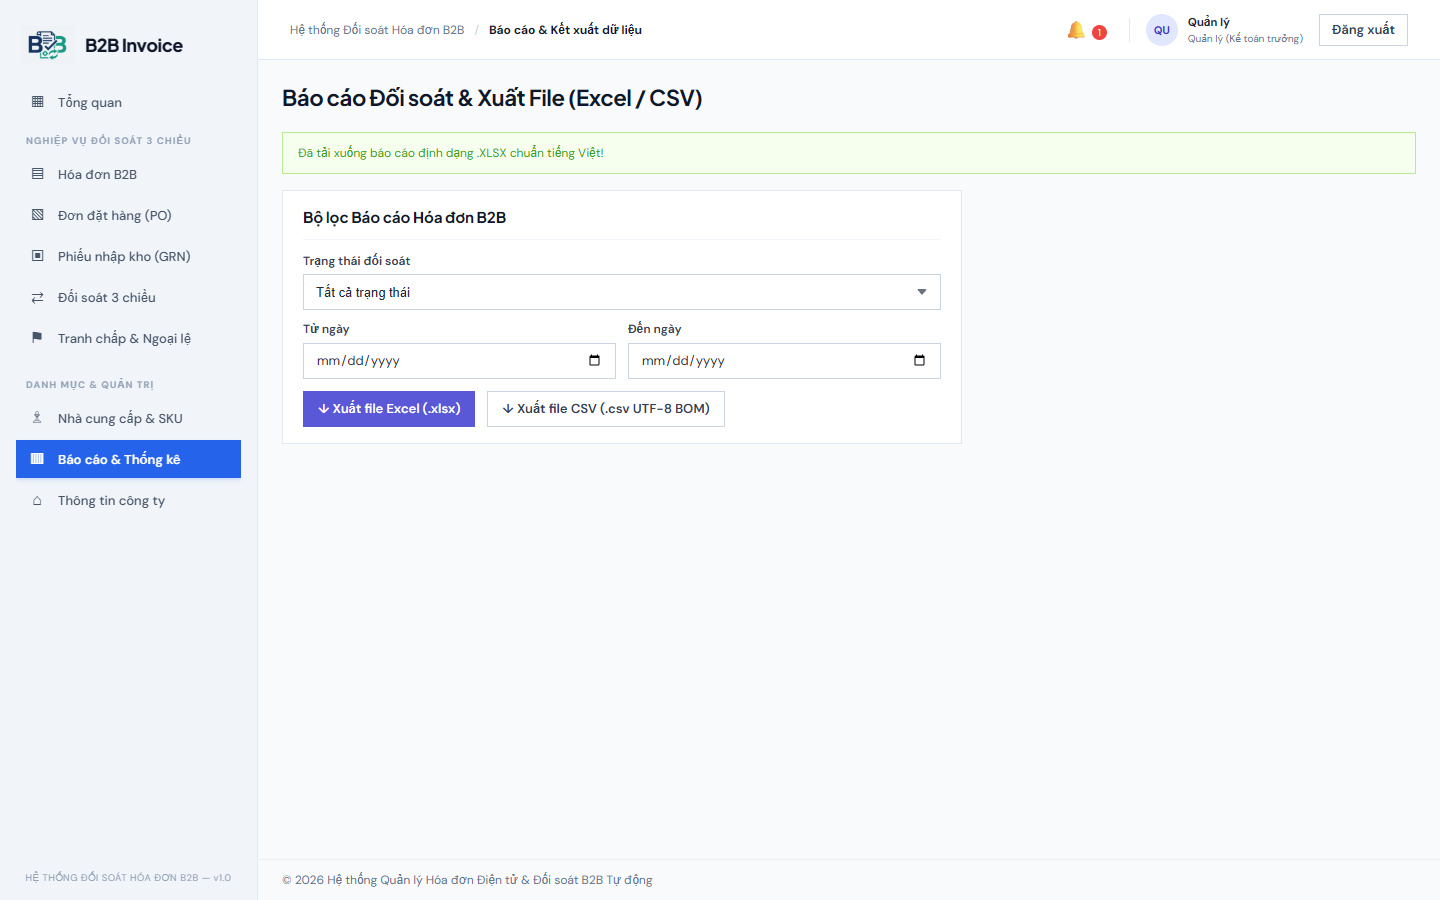 B2B Invoice
Tổng quan
NGHIỆP VỤ ĐỐI SOÁT 3 CHIỀU
Hóa đơn B2B
Đơn đặt hàng (PO)
Phiếu nhập kho (GRN)
Đối soát 3 chiều
Tranh chấp & Ngoại lệ
DANH MỤC & QUẢN TRỊ
Nhà cung cấp & SKU
Báo cáo & Thống kê
Thông tin công ty
HỆ THỐNG ĐỐI SOÁT HÓA ĐƠN B2B — v1.0
Hệ thống Đối soát Hóa đơn B2B / Báo cáo & Kết xuất dữ liệu
1
QU
Quản lý
Quản lý (Kế toán trưởng)
Đăng xuất
Báo cáo Đối soát & Xuất File (Excel / CSV)
Đã tải xuống báo cáo định dạng .XLSX chuẩn tiếng Việt!
Bộ lọc Báo cáo Hóa đơn B2B
Trạng thái đối soát
Tất cả trạng thái
Từ ngày Đến ngày
mm/dd/yyyy mm/dd/yyyy
↓ Xuất file Excel (.xlsx) ↓ Xuất file CSV (.csv UTF-8 BOM)
© 2026 Hệ thống Quản lý Hóa đơn Điện tử & Đối soát B2B Tự động